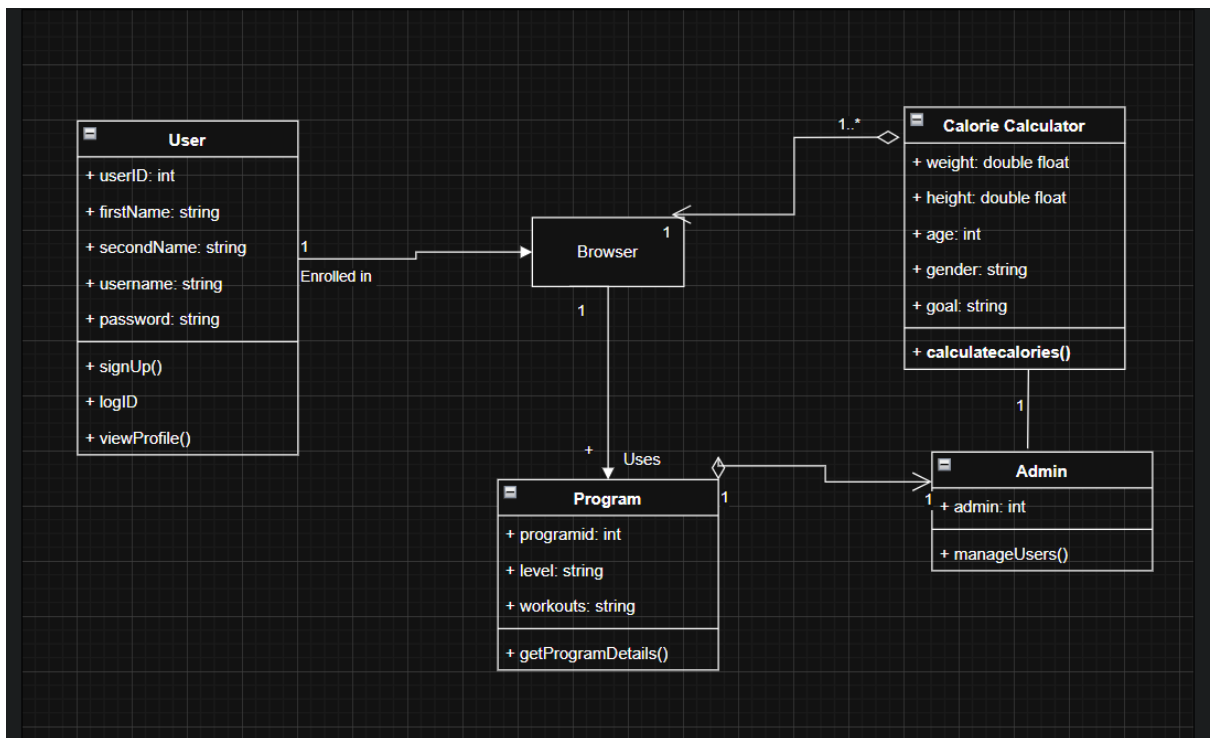 User
+ userID: int
+ firstName: string
+ secondName: string
+ username: string
+ password: string
+ signUp()
+ logID
+ viewProfile()
1
Enrolled in
Browser
1
1
1..*
Calorie Calculator
+ weight: double float
+ height: double float
+ age: int
+ gender: string
+ goal: string
+ calculatecalories()
1
+
Uses
Program
+ programid: int
+ level: string
+ workouts: string
+ getProgramDetails()
1
1
Admin
+ admin: int
+ manageUsers()